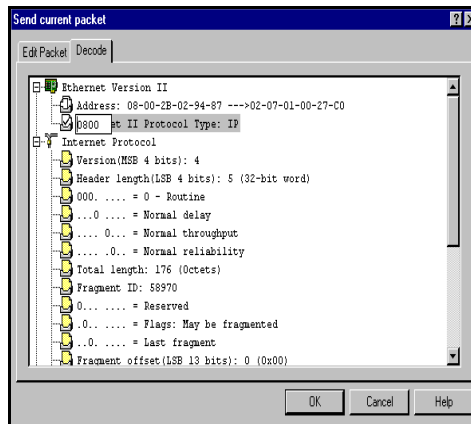 Send current packet
Edit Packet Decode
Ethernet Version II
Address: 08-00-2B-02-94-87 --->02-07-01-00-27-C0
0800 et II Protocol Type: IP
Internet Protocol
Version(MSB 4 bits): 4
Header length(LSB 4 bits): 5 (32-bit word)
000. .... = 0 - Routine
...0 .... = Normal delay
.... 0... = Normal throughput
.... .0.. = Normal reliability
Total length: 176 (Octets)
Fragment ID: 58970
0... .... = Reserved
.0.. .... = Flags: May be fragmented
..0. .... = Last fragment
Fragment offset(LSB 13 bits): 0 (0x00)
OK Cancel Help